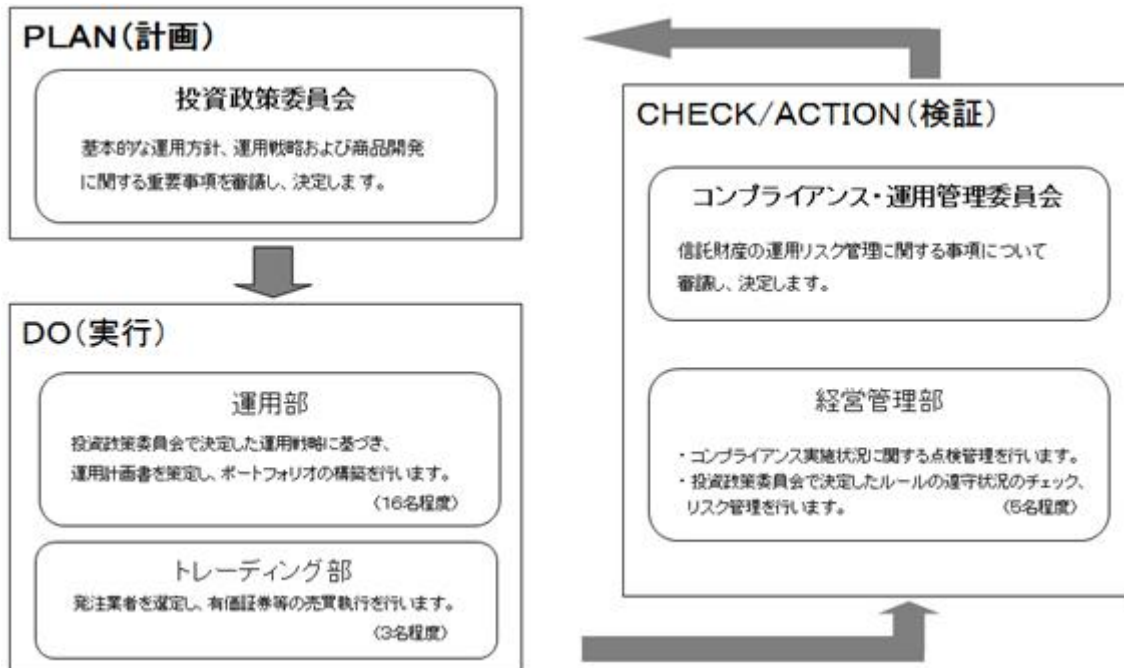 PLAN(計画)
投資政策委員会
基本的な運用方針、運用戦略および商品開発
に関する重要事項を審議し、決定します。
DO(実行)
運用部
投資政策委員会で決定した運用戦略に基づき、
運用計画書を策定し、ポートフォリオの構築を行います。
(16名程度)
トレーディング部
発注業者を選定し、有価証券等の売買執行を行います。
(3名程度)
CHECK/ACTION(検証)
コンプライアンス・運用管理委員会
信託財産の運用リスク管理に関する事項について
審議し、決定します。
経営管理部
・コンプライアンス実施状況に関する点検管理を行います。
・投資政策委員会で決定したルールの遵守状況のチェック、
リスク管理を行います。 (5名程度)